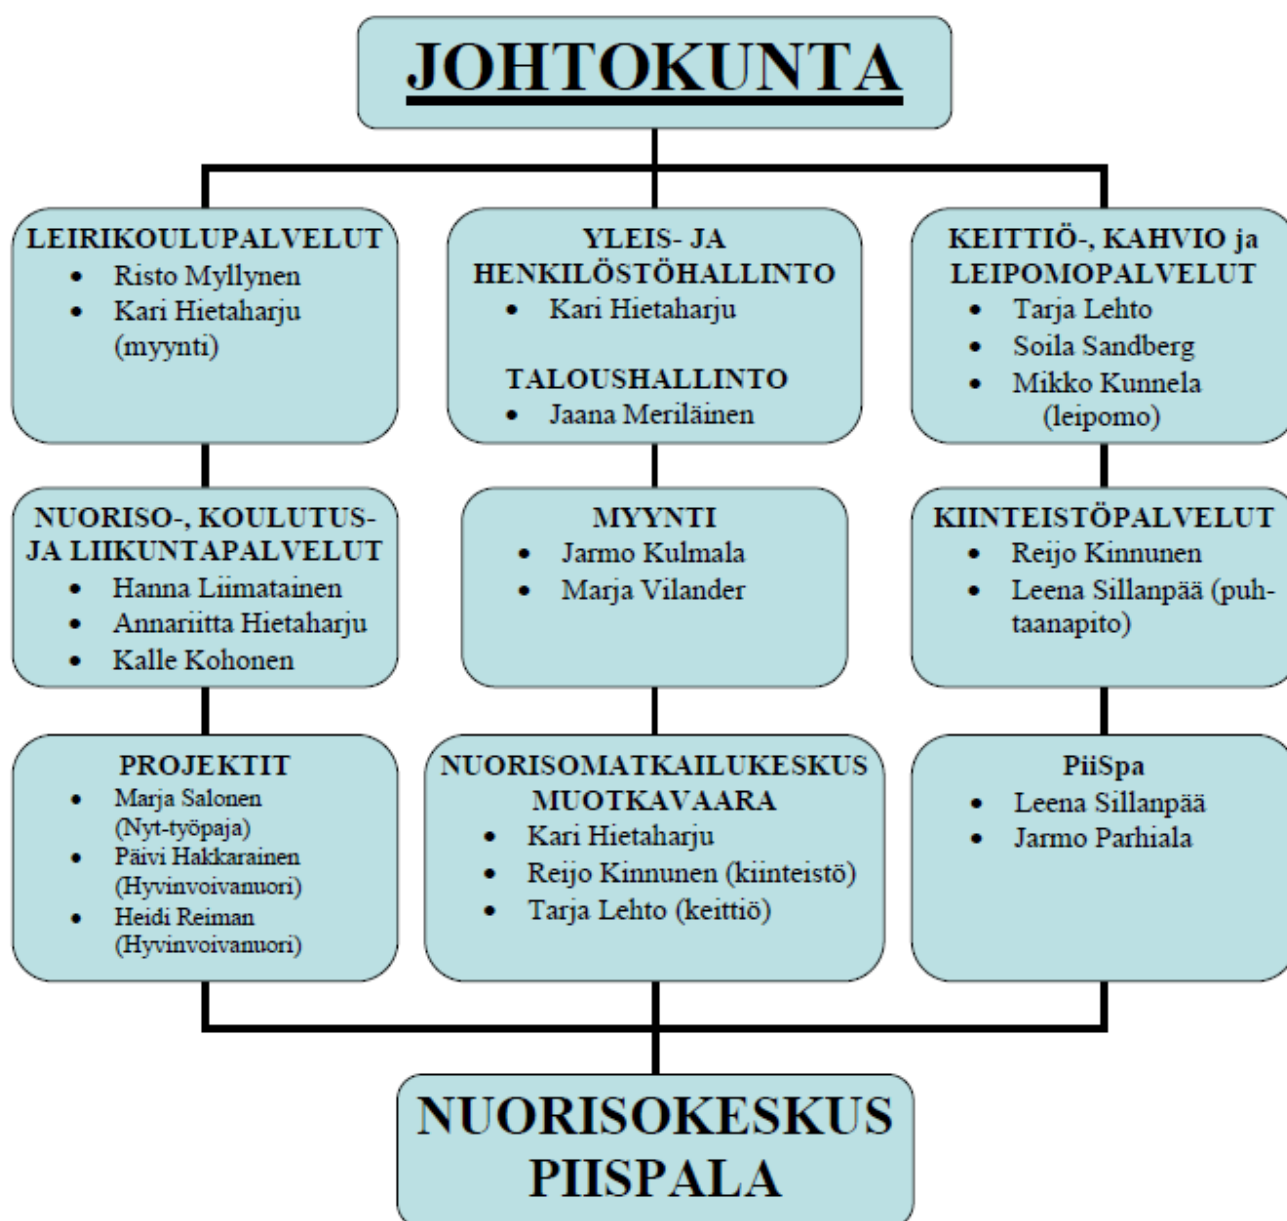 JOHTOKUNTA
LEIRIKOULUPALVELUT
• Risto Myllynen
• Kari Hietaharju
(myynti)
YLEIS- JA
HENKILÖSTÖHALLINTO
• Kari Hietaharju
TALOUSHALLINTO
• Jaana Meriläinen
KEITTIÖ-, KAHVIO ja
LEIPOMOPALVELUT
• Tarja Lehto
• Soila Sandberg
• Mikko Kunnela
(leipomo)
NUORISO-, KOULUTUS-
JA LIIKUNTAPALVELUT
• Hanna Liimatainen
• Annariitta Hietaharju
• Kalle Kohonen
MYYNTI
• Jarmo Kulmala
• Marja Vilander
KIINTEISTÖPALVELUT
• Reijo Kinnunen
• Leena Sillanpää (puh-
taanapito)
PROJEKTIT
• Marja Salonen
(Nyt-työpaja)
• Päivi Hakkarainen
(Hyvinvoivanuori)
• Heidi Reiman
(Hyvinvoivanuori)
NUORISOMATKAILUKESKUS
MUOTKAVAARA
• Kari Hietaharju
• Reijo Kinnunen (kiinteistö)
• Tarja Lehto (keittiö)
PiiSpa
• Leena Sillanpää
• Jarmo Parhiala
NUORISOKESKUS
PIISPALA